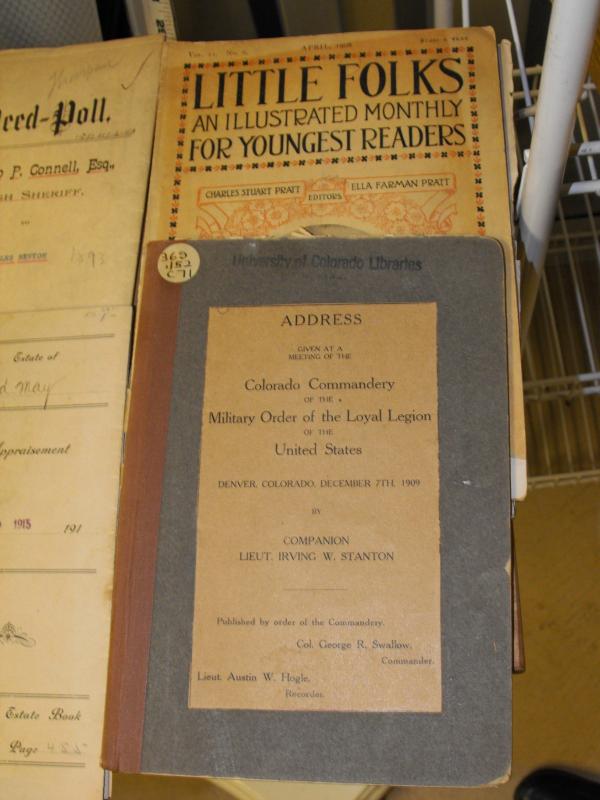 Deed-Poll.
P. Connell, Esq.,
SHERIFF.
TO
NEVTON 1893
Estate of
May
Appraisement
1915 191
Estate Book
Page 485
APRIL, 1908
LITTLE FOLKS
AN ILLUSTRATED MONTHLY
FOR YOUNGEST READERS
CHARLES STUART PRATT ELLA FARMAN PRATT
EDITORS
University of Colorado Libraries
C71
ADDRESS
GIVEN AT A
MEETING OF THE
Colorado Commandery
OF THE
Military Order of the Loyal Legion
OF THE
United States
DENVER, COLORADO, DECEMBER 7TH, 1909
BY
COMPANION
LIEUT. IRVING W. STANTON
Published by order of the Commandery.
Col. George R. Swallow,
Commander.
Lieut. Austin W. Hogle,
Recorder.